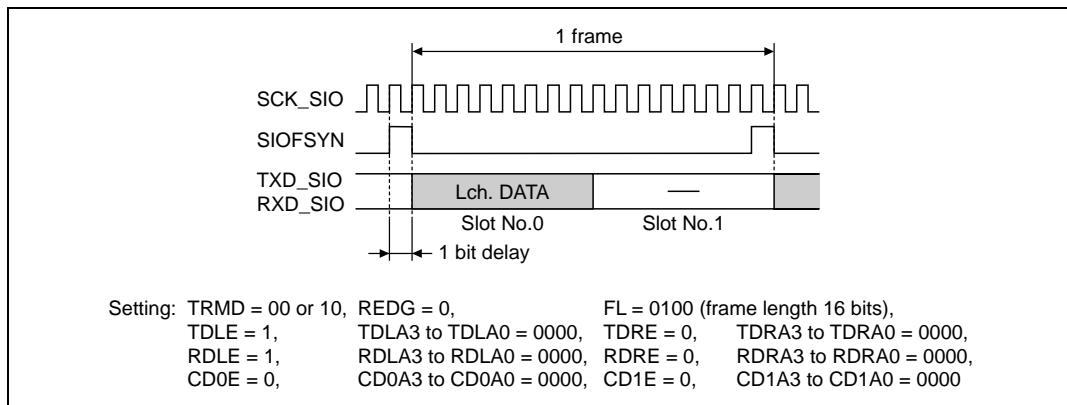 1 frame
SCK_SIO
SIOFSYN
TXD_SIO
RXD_SIO
Lch. DATA
Slot No.0
Slot No.1
1 bit delay
Setting: TRMD = 00 or 10, REDG = 0, FL = 0100 (frame length 16 bits),
TDLE = 1, TDLA3 to TDLA0 = 0000, TDRE = 0, TDRA3 to TDRA0 = 0000,
RDLE = 1, RDLA3 to RDLA0 = 0000, RDRE = 0, RDRA3 to RDRA0 = 0000,
CD0E = 0, CD0A3 to CD0A0 = 0000, CD1E = 0, CD1A3 to CD1A0 = 0000